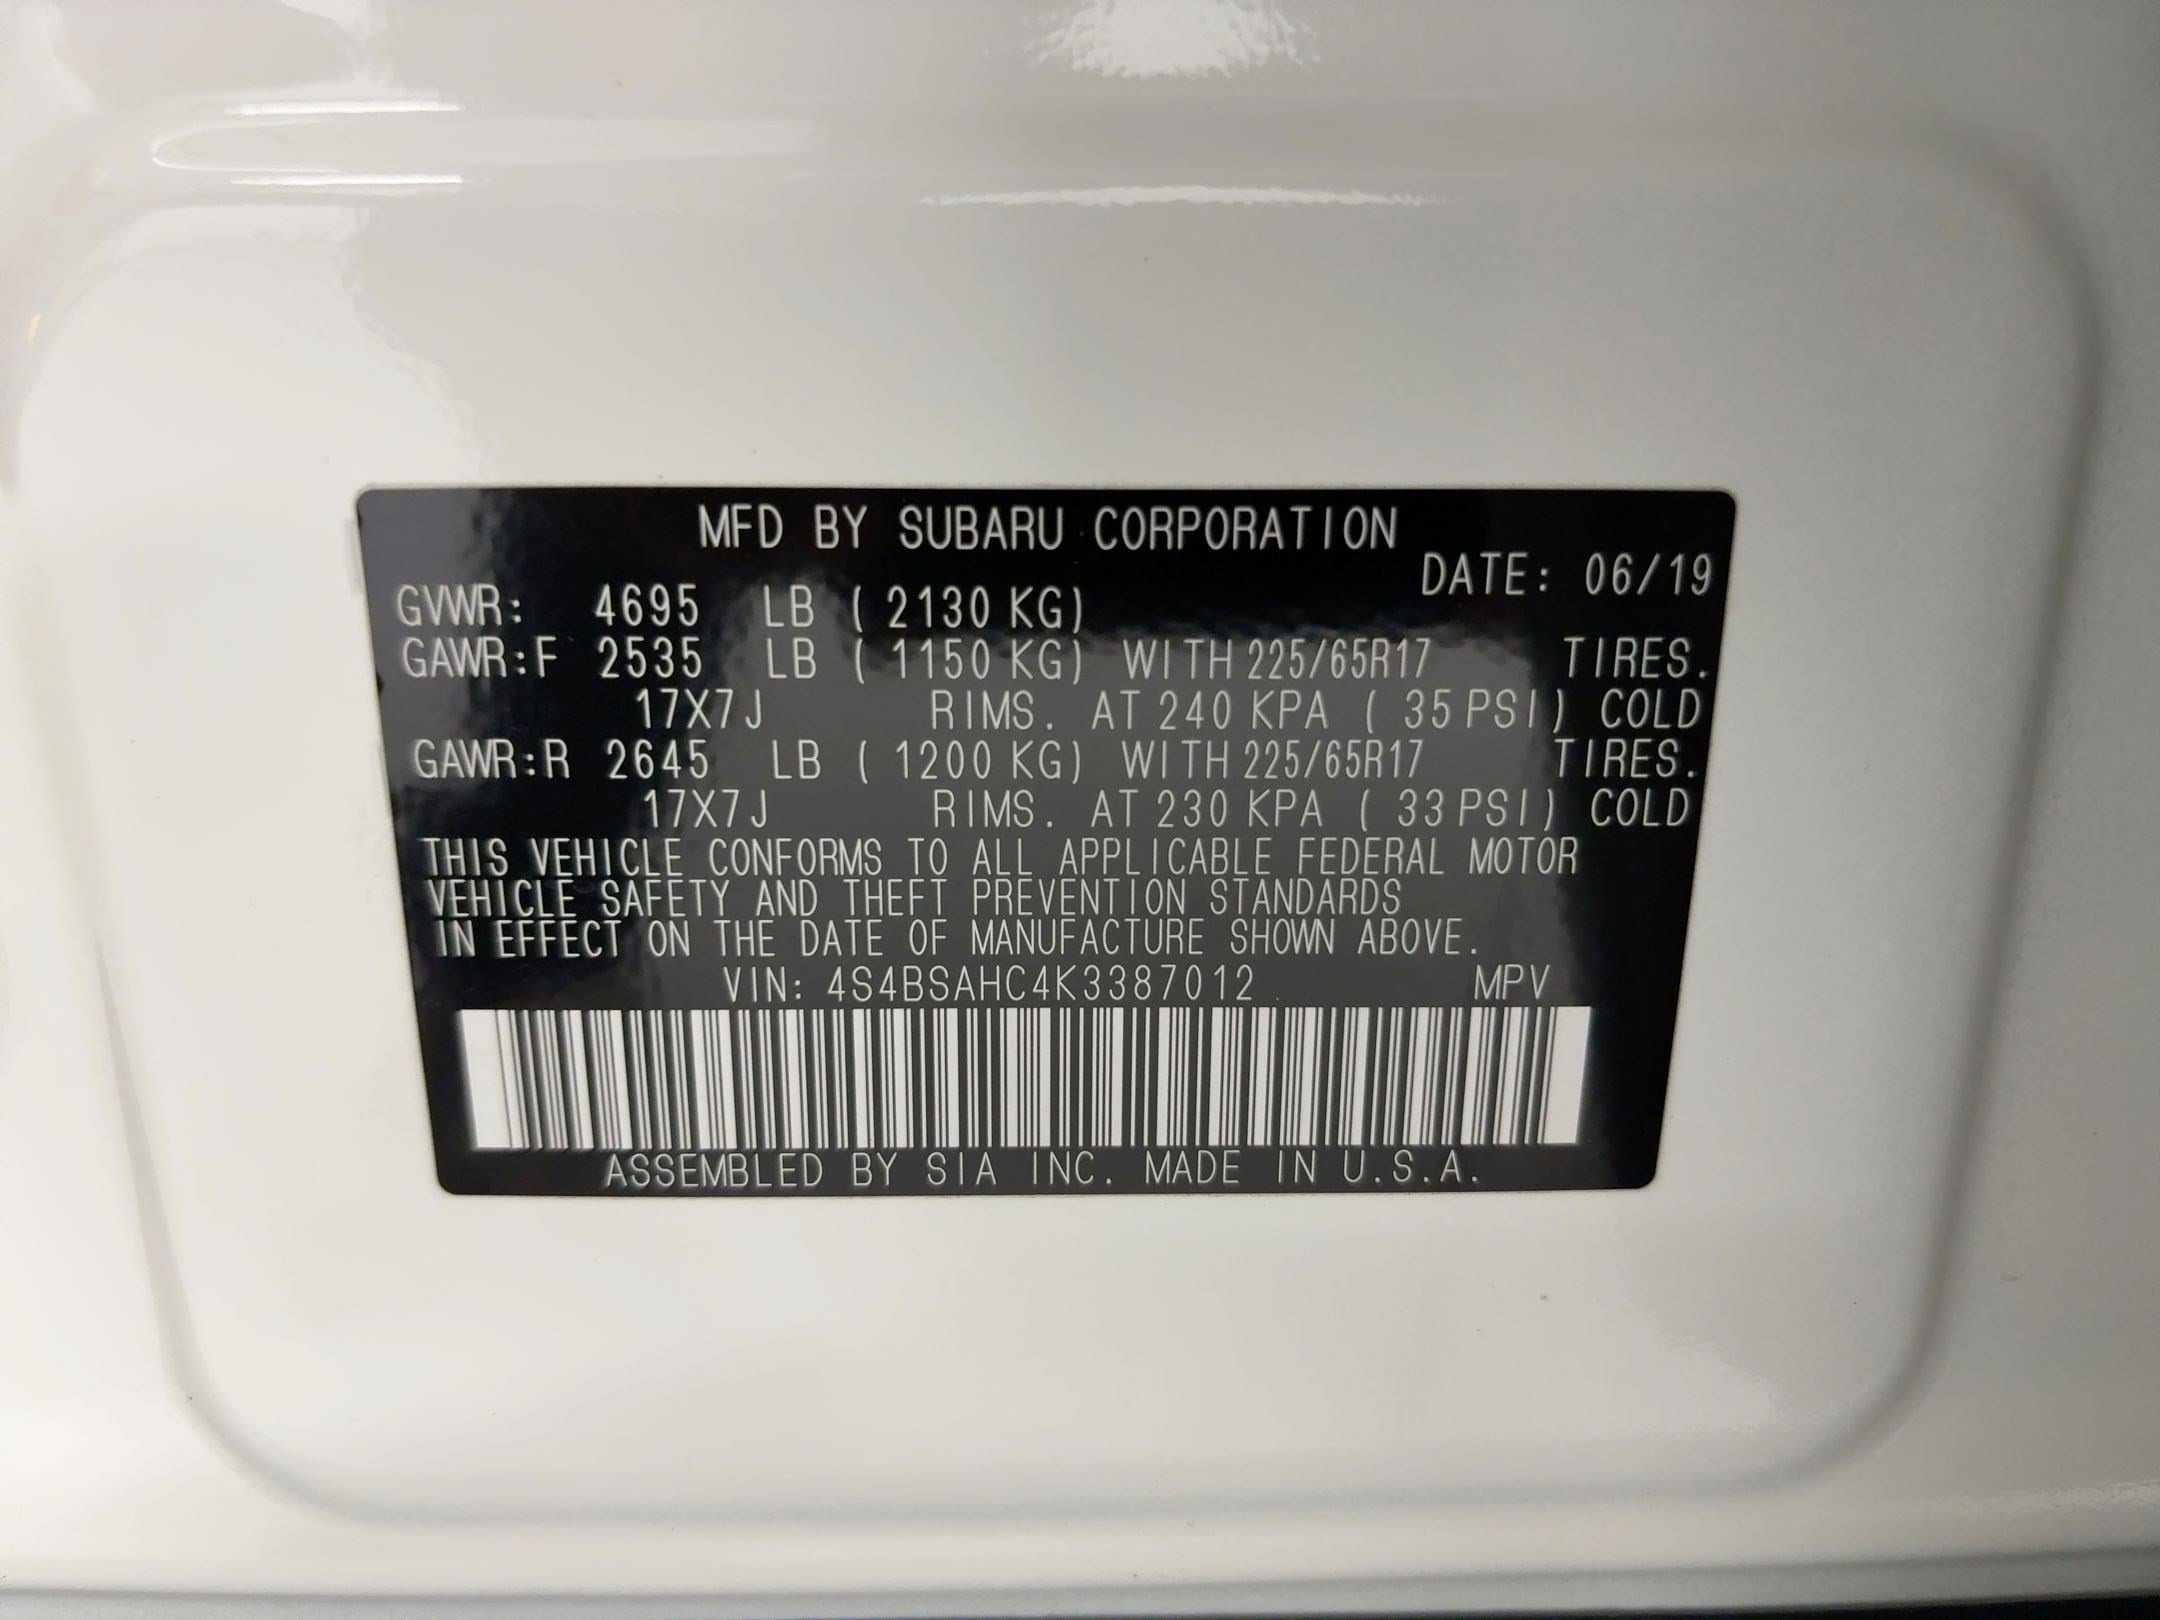 MFD BY SUBARU CORPORATION
DATE: 06/19
GVWR: 4695 LB ( 2130 KG)
GAWR:F 2535 LB ( 1150 KG) WITH 225/65R17 TIRES.
17X7J RIMS. AT 240 KPA ( 35 PSI) COLD
GAWR:R 2645 LB ( 1200 KG) WITH 225/65R17 TIRES.
17X7J RIMS. AT 230 KPA ( 33 PSI) COLD
THIS VEHICLE CONFORMS TO ALL APPLICABLE FEDERAL MOTOR
VEHICLE SAFETY AND THEFT PREVENTION STANDARDS
IN EFFECT ON THE DATE OF MANUFACTURE SHOWN ABOVE.
VIN: 4S4BSAHC4K3387012 MPV
ASSEMBLED BY SIA INC. MADE IN U.S.A.